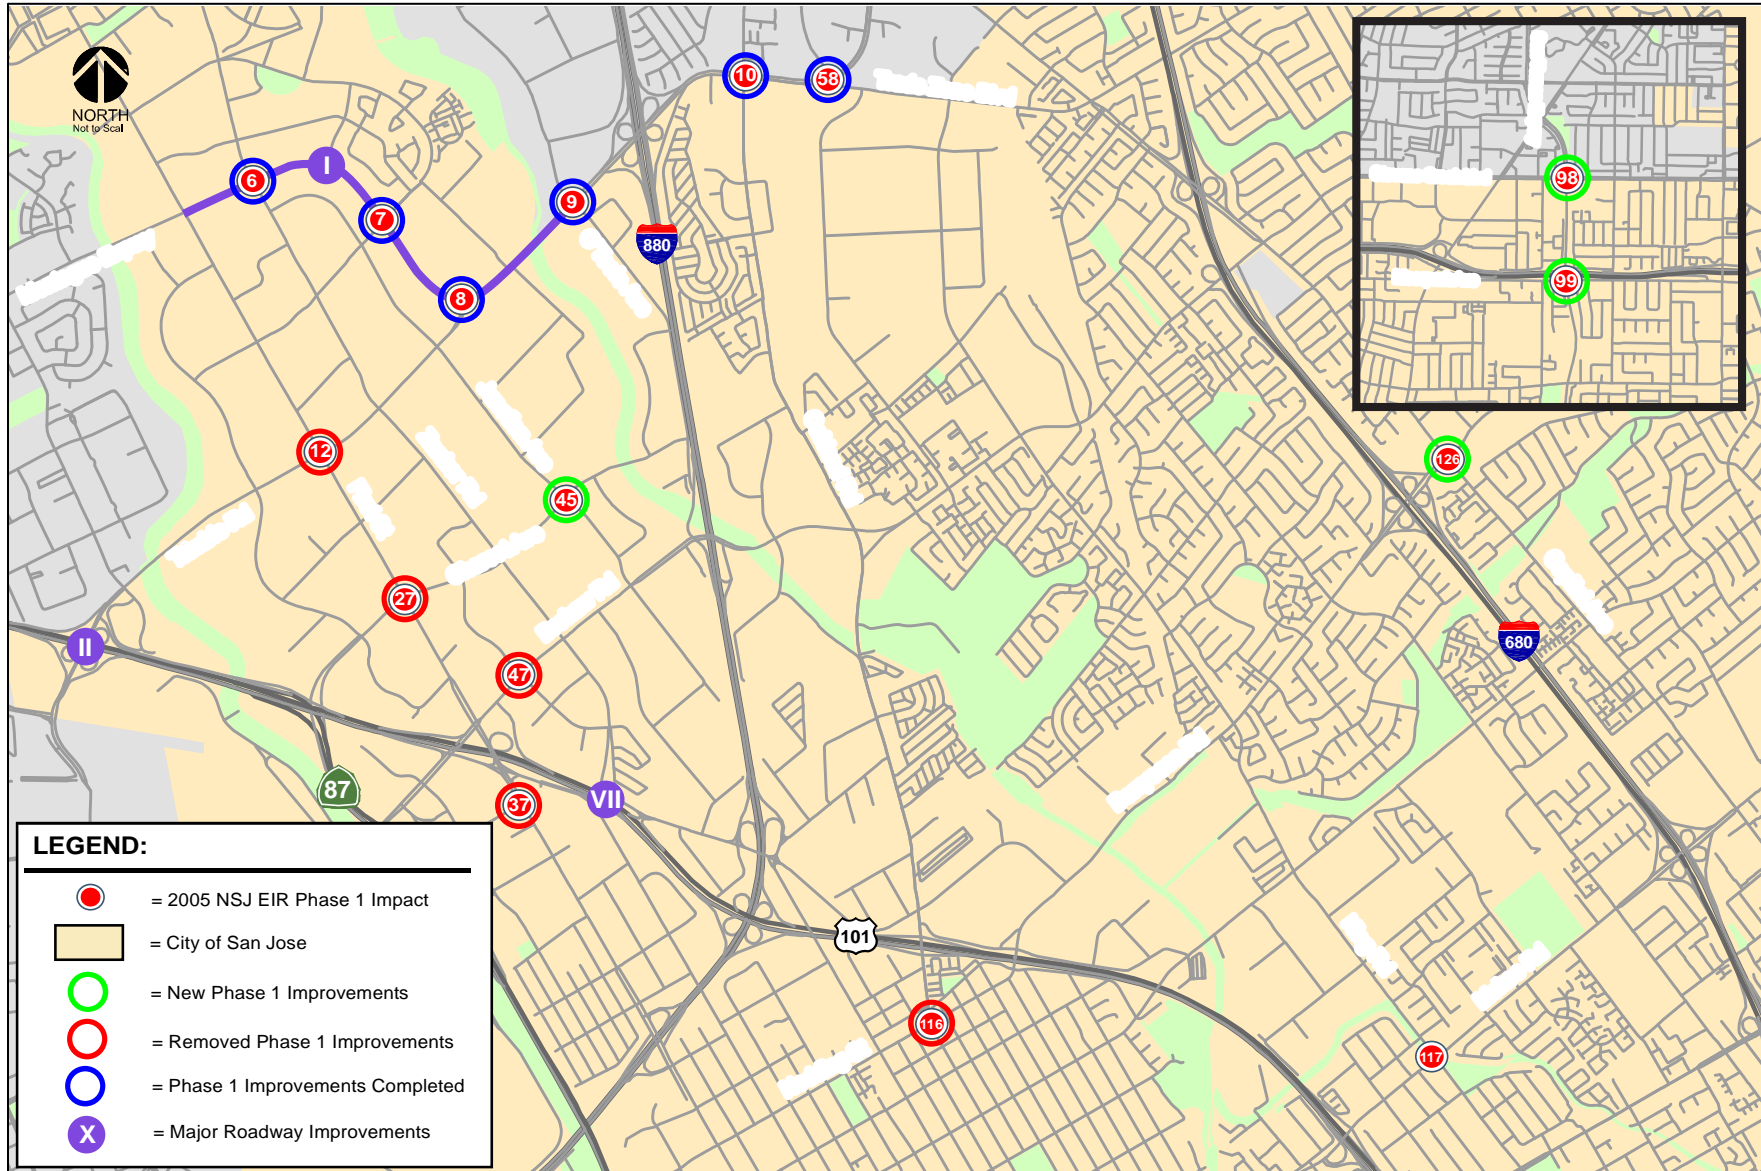 NORTH
Not to Scal
10
58
I
6
7
9
8
880
98
99
12
45
126
27
II
47
680
87
37
VII
101
116
117
LEGEND:
= 2005 NSJ EIR Phase 1 Impact
= City of San Jose
= New Phase 1 Improvements
= Removed Phase 1 Improvements
= Phase 1 Improvements Completed
X = Major Roadway Improvements